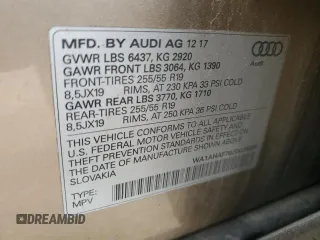 MFD. BY AUDI AG 12 17
Audi
GVWR LBS 6437, KG 2920
GAWR FRONT LBS 3064, KG 1390
FRONT-TIRES 255/55 R19
8,5JX19 RIMS, AT 230 KPA 33 PSI COLD
GAWR REAR LBS 3770, KG 1710
REAR-TIRES 255/55 R19
8,5JX19 RIMS, AT 250 KPA 36 PSI COLD
THIS VEHICLE CONFORMS TO ALL
APPLICABLE FEDERAL MOTOR VEHICLE
SAFETY, BUMPER, AND
THEFT PREVENTION STANDARDS IN EFFECT
ON THE DATE OF MANUFACTURE SHOWN ABOVE
SLOVAKIA
TYPE:
MPV
DREAMBID